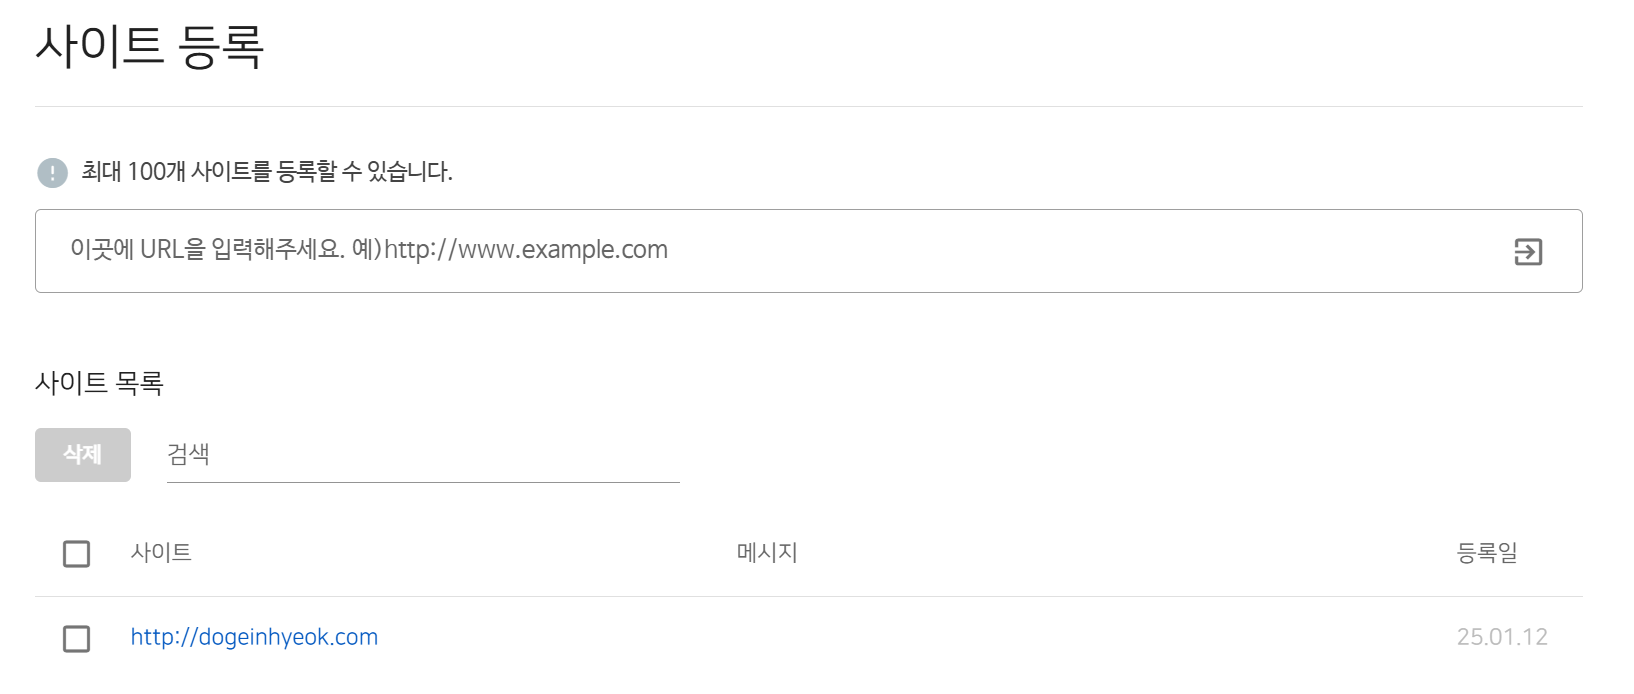 사이트 등록
최대 100개 사이트를 등록할 수 있습니다.
이곳에 URL을 입력해주세요. 예)http://www.example.com
사이트 목록
삭제 검색
사이트 메시지 등록일
http://dogeinhyeok.com 25.01.12